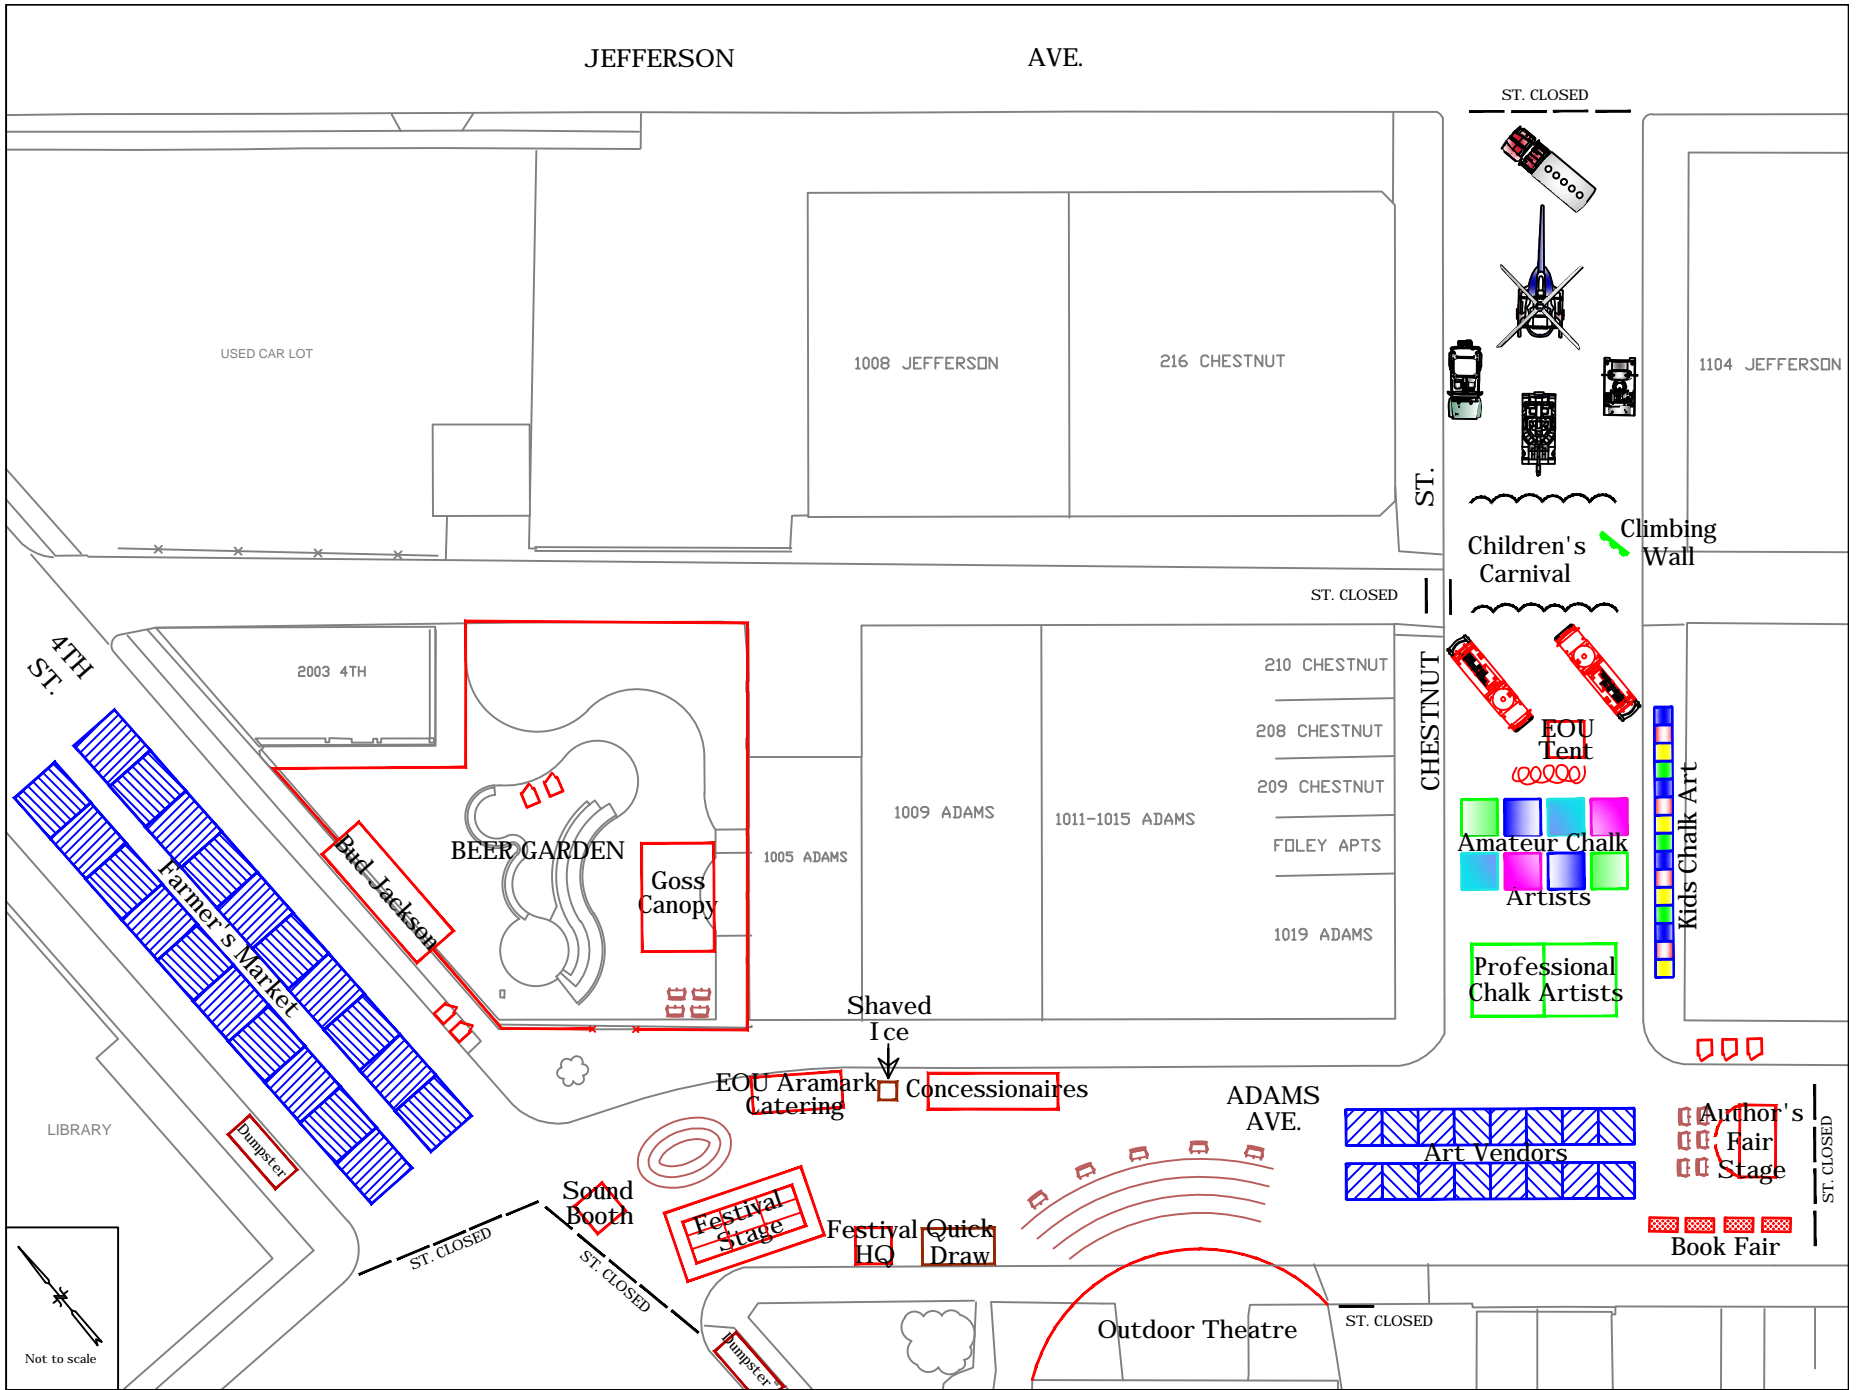 JEFFERSON AVE.
ST. CLOSED
USED CAR LOT
1008 JEFFERSON
216 CHESTNUT
1104 JEFFERSON
ST.
CHESTNUT
Climbing
Wall
Children's
Carnival
ST. CLOSED
4TH
ST.
2003 4TH
210 CHESTNUT
208 CHESTNUT
209 CHESTNUT
FOLEY APTS
1019 ADAMS
EOU
Tent
Kids Chalk Art
Amateur Chalk
Artists
Professional
Chalk Artists
1009 ADAMS
1011-1015 ADAMS
1005 ADAMS
BEER GARDEN
Bud Jackson
Goss
Canopy
Farmer's Market
Shaved
Ice
EOU Aramark
Catering
Concessionaires
ADAMS
AVE.
Art Vendors
Author's
Fair
Stage
ST. CLOSED
Book Fair
LIBRARY
Dumpster
Sound
Booth
Festival
Stage
Festival
HQ
Quick
Draw
ST. CLOSED
ST. CLOSED
Outdoor Theatre
ST. CLOSED
Dumpster
Not to scale